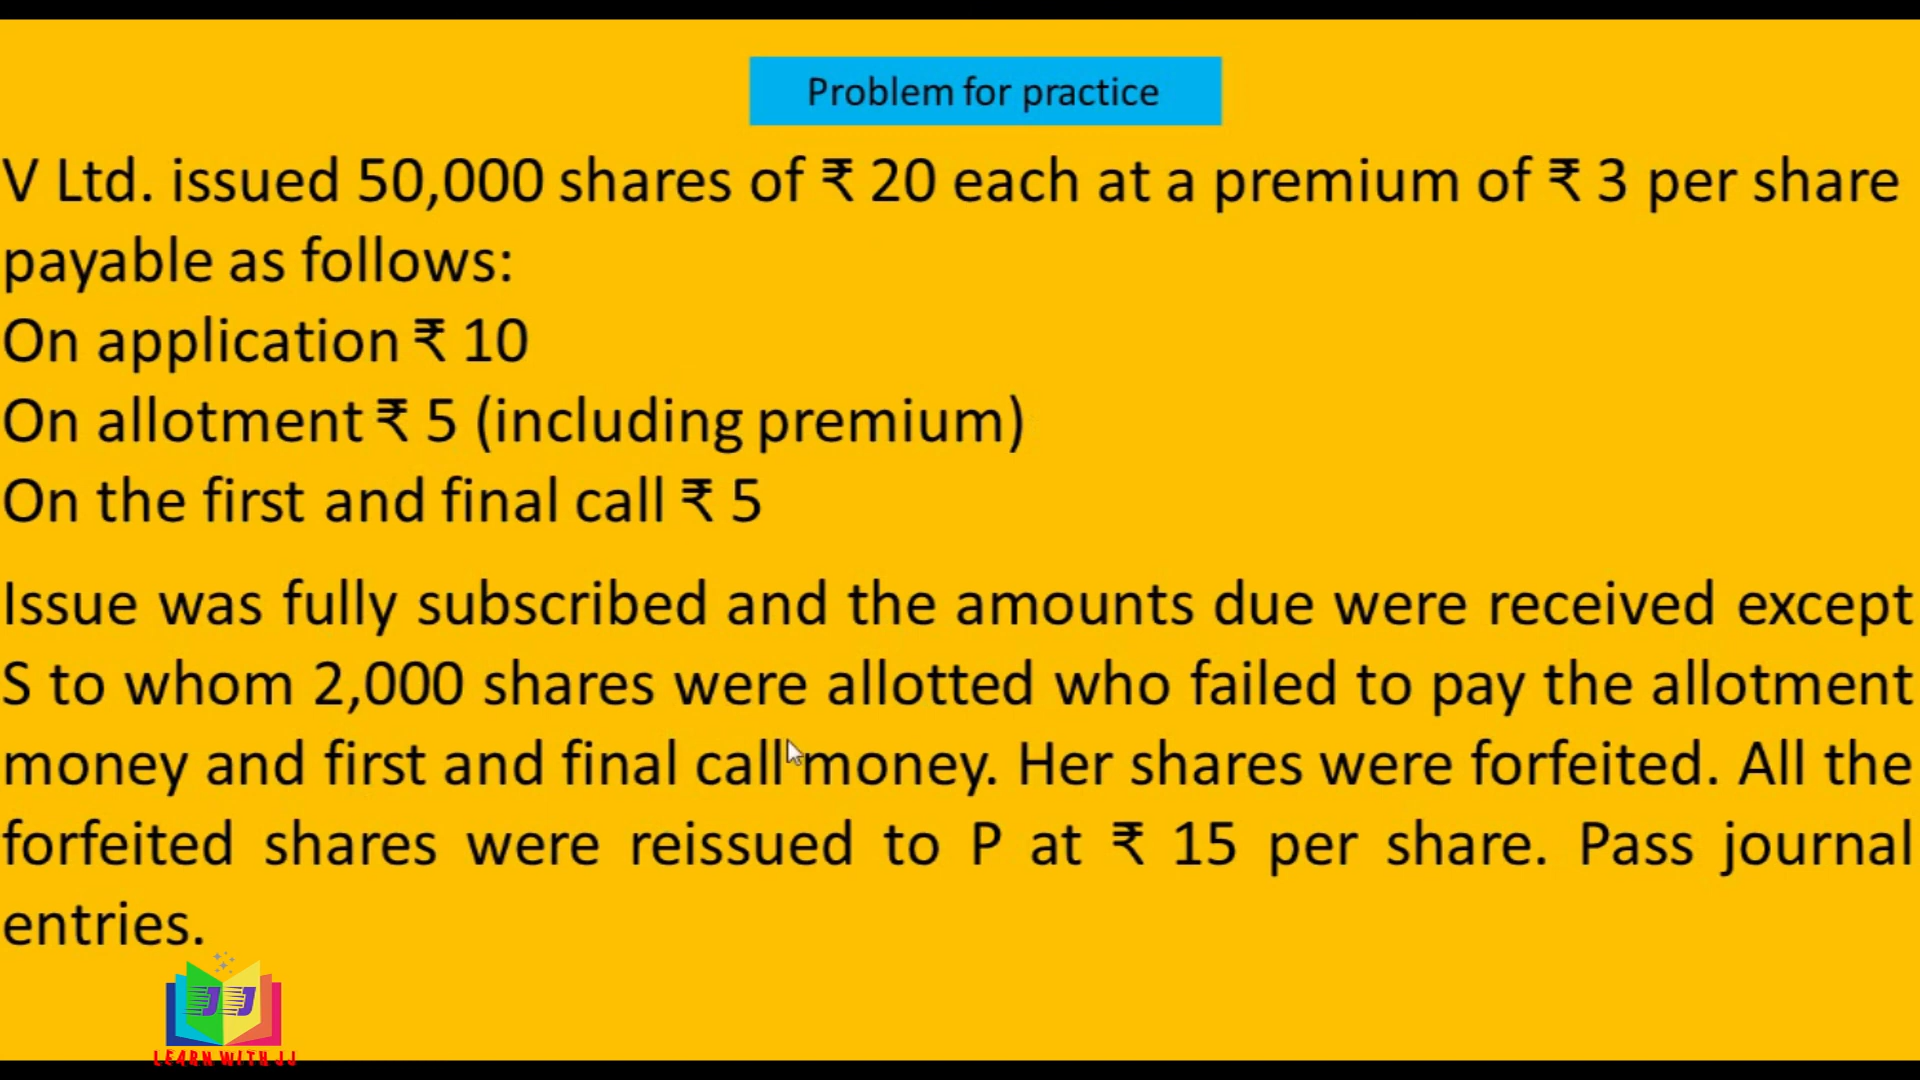 Problem for practice
V Ltd. issued 50,000 shares of ₹ 20 each at a premium of ₹ 3 per share
payable as follows:
On application ₹ 10
On allotment ₹ 5 (including premium)
On the first and final call ₹ 5
Issue was fully subscribed and the amounts due were received except
S to whom 2,000 shares were allotted who failed to pay the allotment
money and first and final call money. Her shares were forfeited. All the
forfeited shares were reissued to P at ₹ 15 per share. Pass journal
entries.
JJ
LEARN WITH JJ